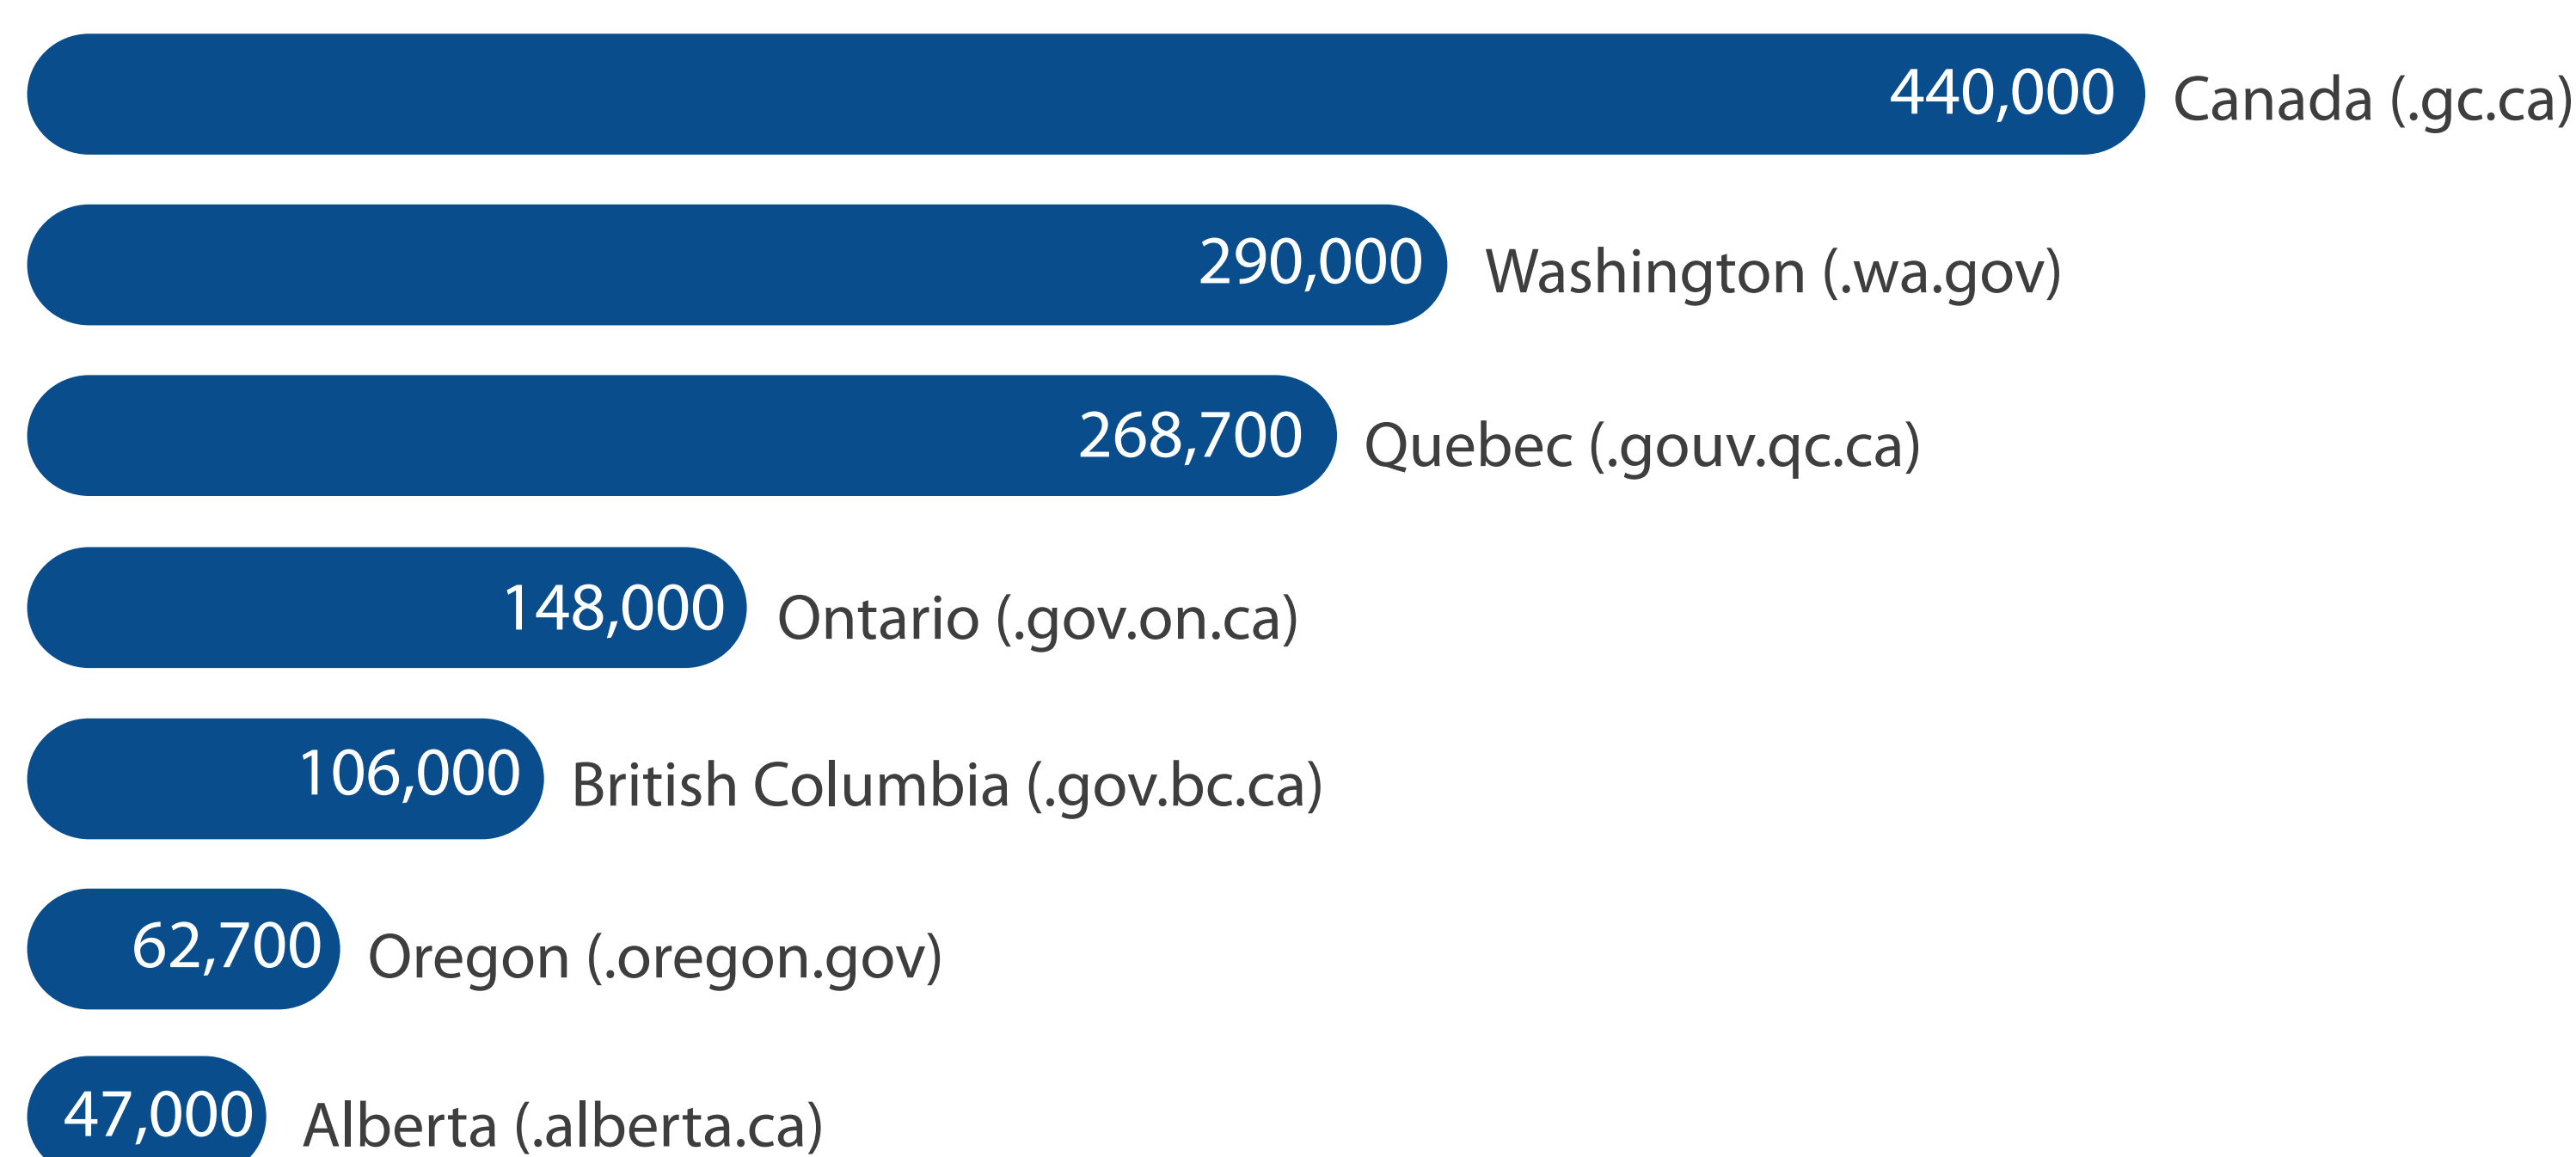 440,000 Canada (.gc.ca)
290,000 Washington (.wa.gov)
268,700 Quebec (.gouv.qc.ca)
148,000 Ontario (.gov.on.ca)
106,000 British Columbia (.gov.bc.ca)
62,700 Oregon (.oregon.gov)
47,000 Alberta (.alberta.ca)